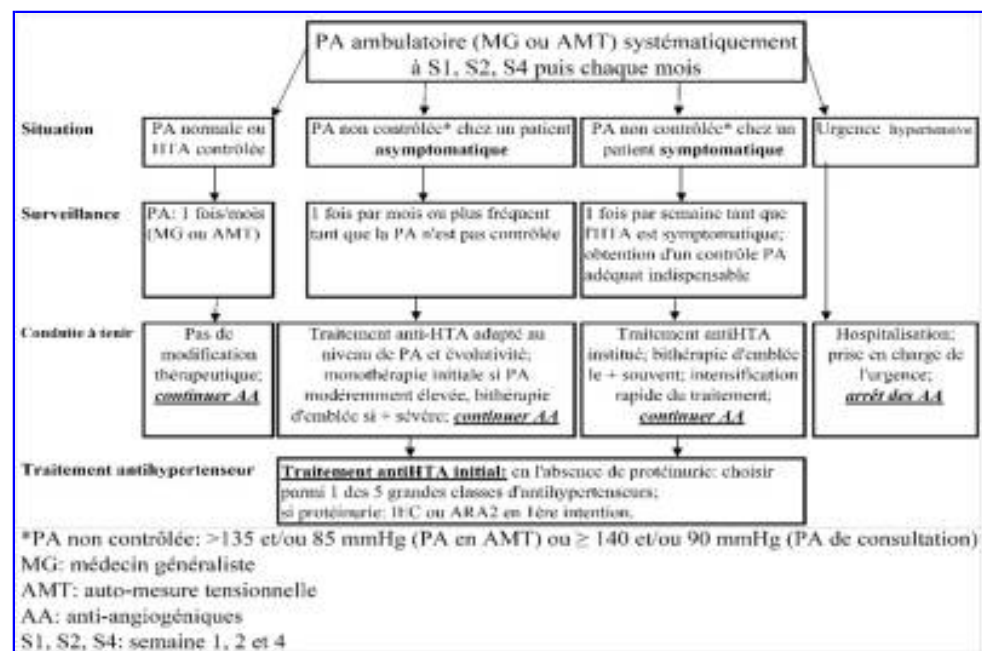 PA ambulatoire (MG ou AMT) systématiquement
à S1, S2, S4 puis chaque mois
Situation
PA normale ou
HTA contrôlée
PA non contrôlée* chez un patient
asymptomatique
PA non contrôlée* chez un
patient symptomatique
Urgence hypertensive
Surveillance
PA: 1 fois/mois
(MG ou AMT)
1 fois par mois ou plus fréquent
tant que la PA n'est pas contrôlée
1 fois par semaine tant que
l'HTA est symptomatique;
obtention d'un contrôle PA
adéquat indispensable
Conduite à tenir
Pas de
modification
thérapeutique;
continuer AA
Traitement anti-HTA adapté au
niveau de PA et évolutivité;
monothérapie initiale si PA
modéremment élevée, bithérapie
d'emblée si + sévère; continuer AA
Traitement antiHTA
institué; bithérapie d'emblée
le + souvent; intensification
rapide du traitement;
continuer AA
Hospitalisation;
prise en charge de
l'urgence;
arrêt des AA
Traitement antihypertenseur
Traitement antiHTA initial: en l'absence de protéinurie: choisir
parmi 1 des 5 grandes classes d'antihypertenseurs;
si protéinurie: IEC ou ARA2 en 1ère intention.
*PA non contrôlée: >135 et/ou 85 mmHg (PA en AMT) ou ≥ 140 et/ou 90 mmHg (PA de consultation)
MG: médecin généraliste
AMT: auto-mesure tensionnelle
AA: anti-angiogéniques
S1, S2, S4: semaine 1, 2 et 4